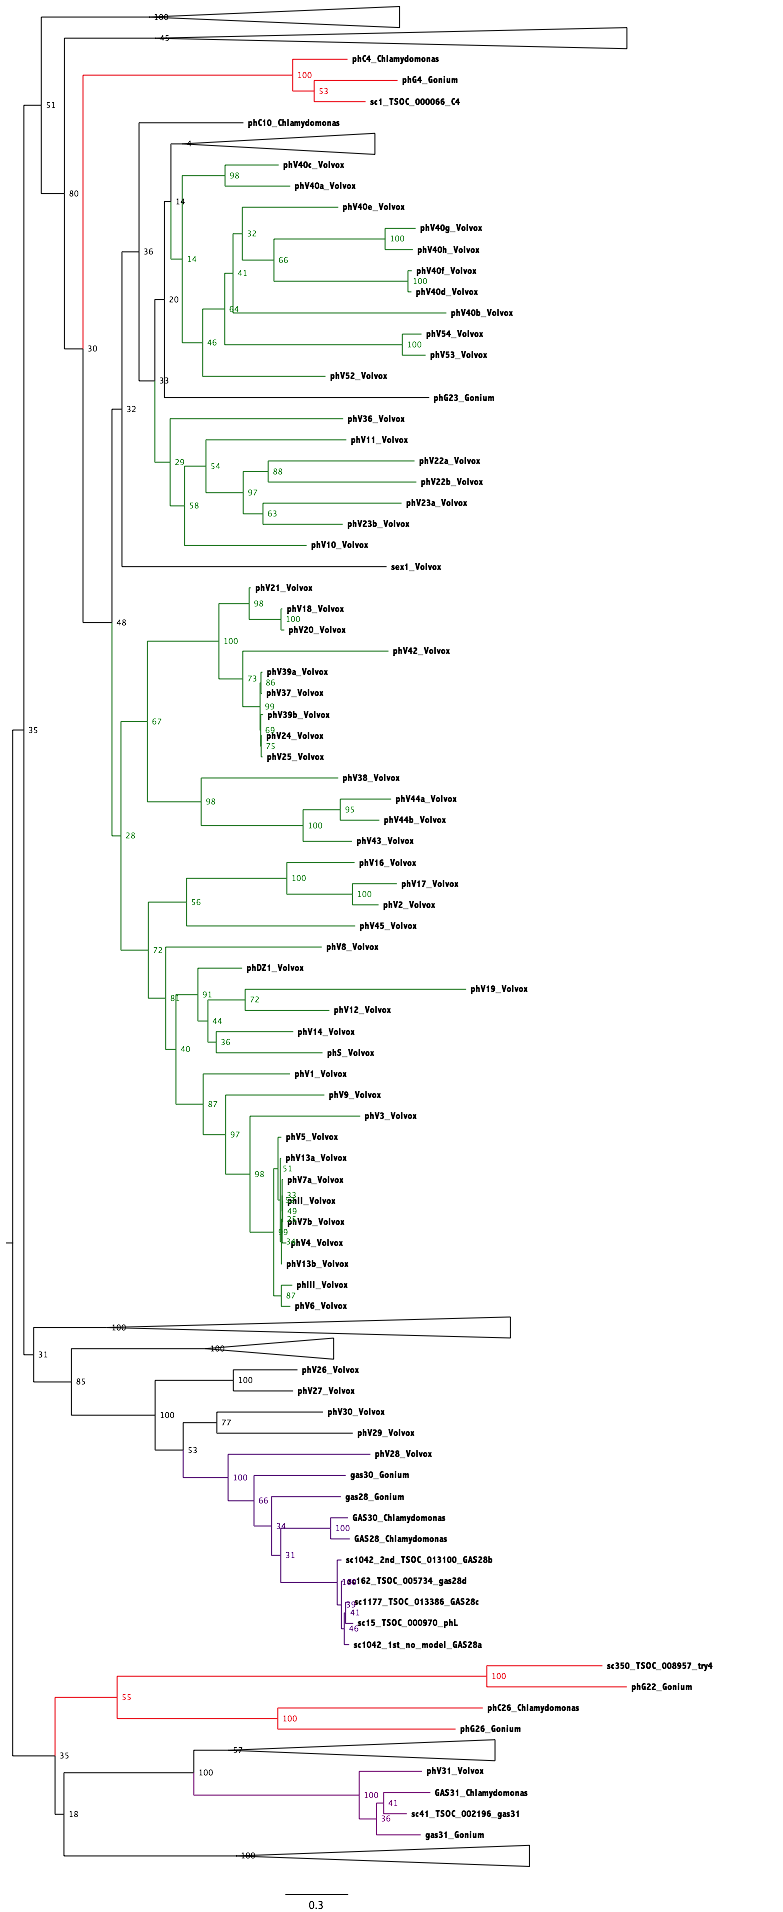 100
45
phC4_Chlamydomonas
100
phG4_Gonium
53
sc1_TSOC_000066_C4
51
phC10_Chlamydomonas
4
phV40c_Volvox
98
phV40a_Volvox
80
14
phV40e_Volvox
phV40g_Volvox
32
100
phV40h_Volvox
36
14
66
phV40f_Volvox
41
100
phV40d_Volvox
20
64
phV40b_Volvox
phV54_Volvox
46
100
30
phV53_Volvox
phV52_Volvox
33
phG23_Gonium
32
phV36_Volvox
phV11_Volvox
29
54
phV22a_Volvox
88
phV22b_Volvox
97
phV23a_Volvox
58
63
phV23b_Volvox
phV10_Volvox
sex1_Volvox
phV21_Volvox
98
phV18_Volvox
48
100
phV20_Volvox
100
phV42_Volvox
phV39a_Volvox
73
86
phV37_Volvox
99
phV39b_Volvox
67
35
69
phV24_Volvox
75
phV25_Volvox
phV38_Volvox
98
phV44a_Volvox
95
phV44b_Volvox
100
28
phV43_Volvox
phV16_Volvox
100
phV17_Volvox
100
56
phV2_Volvox
phV45_Volvox
72
phV8_Volvox
phDZ1_Volvox
phV19_Volvox
91
81
72
phV12_Volvox
44
phV14_Volvox
36
40
phS_Volvox
phV1_Volvox
phV9_Volvox
87
phV3_Volvox
97
phV5_Volvox
phV13a_Volvox
51
98
phV7a_Volvox
33
phII_Volvox
49
phV7b_Volvox
phV4_Volvox
phV13b_Volvox
phIII_Volvox
87
phV6_Volvox
100
100
31
phV26_Volvox
85
100
phV27_Volvox
phV30_Volvox
100
77
phV29_Volvox
53
phV28_Volvox
gas30_Gonium
100
gas28_Gonium
66
GAS30_Chlamydomonas
34
100
GAS28_Chlamydomonas
31
sc1042_2nd_TSOC_013100_GAS28b
sc162_TSOC_005734_gas28d
sc1177_TSOC_013386_GAS28c
39
41
sc15_TSOC_000970_phL
46
sc1042_1st_no_model_GAS28a
sc350_TSOC_008957_try4
100
phG22_Gonium
55
phC26_Chlamydomonas
100
phG26_Gonium
57
35
phV31_Volvox
100
GAS31_Chlamydomonas
100
41
sc41_TSOC_002196_gas31
18
36
gas31_Gonium
100
0.3